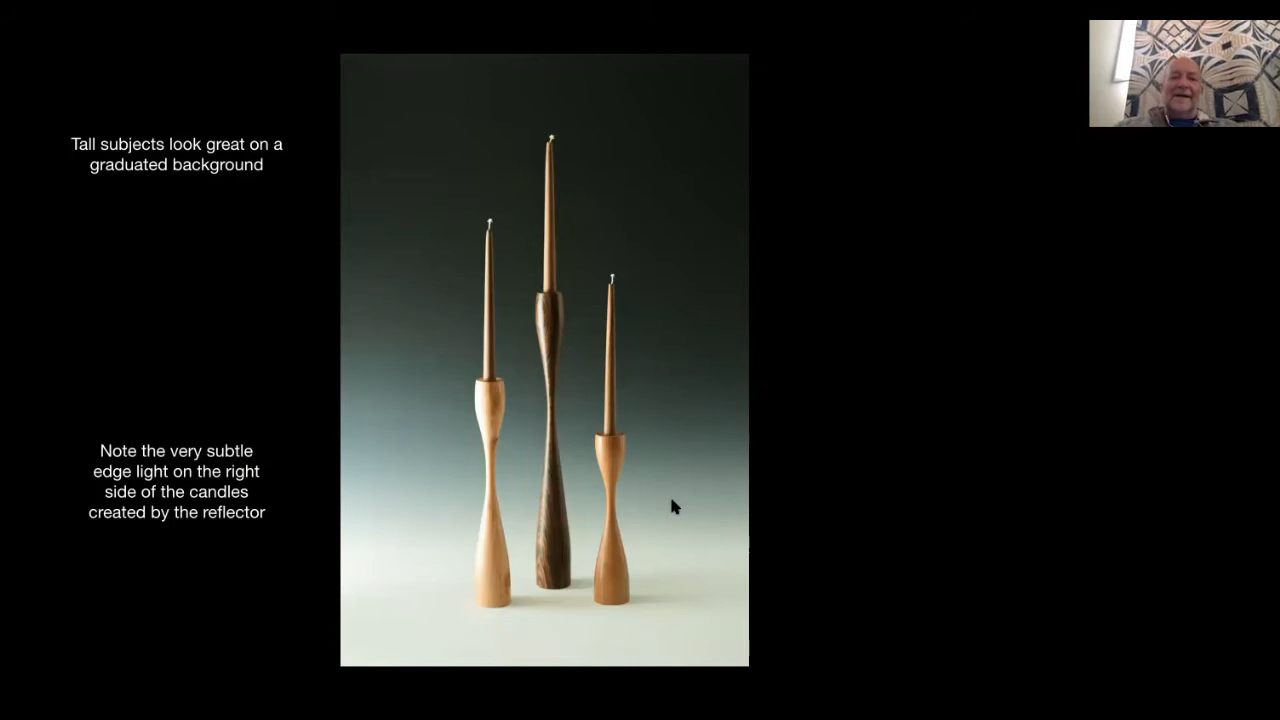 Tall subjects look great on a
graduated background
Note the very subtle
edge light on the right
side of the candles
created by the reflector